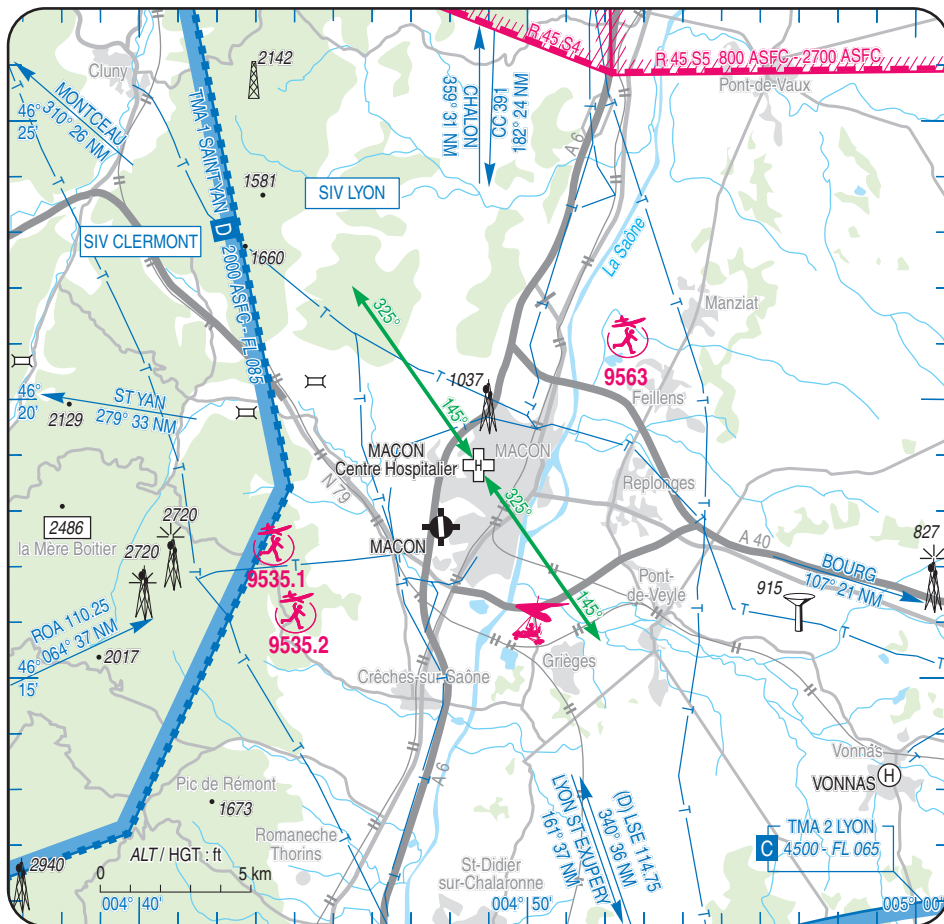 R 45 S4
R 45 S5 800 ASFC - 2700 ASFC
Pont-de-Vaux
Cluny
2142
MONTCEAU
310° 26 NM
46°
25'
TMA 1 SAINT YAN
D
2000 ASFC - FL 085
359° 31 NM
CHALON
CC 391
182° 24 NM
A 6
1581
SIV LYON
SIV CLERMONT
1660
La Saône
325°
Manziat
9563
Feillens
46°
20'
ST YAN
279° 33 NM
2129
1037
145°
MACON
Centre Hospitalier
H
MACON
325°
N 79
Replonges
2486
la Mère Boitier
2720
2720
MACON
A 40
827
BOURG
107° 21 NM
9535.1
9535.2
Pont-
de-Veyle
915
145°
ROA 110.25
064° 37 NM
46°
15'
2017
Grièges
Crêches-sur-Saône
A 6
Vonnas
VONNAS
H
Pic de Rémont
1673
LYON ST EXUPERY
161° 37 NM
(D) LSE 114.75
340° 36 NM
TMA 2 LYON
C
4500 - FL 065
Romaneche
Thorins
ALT / HGT : ft
0
5 km
2940
St-Didier
sur-Chalaronne
004° 40'
004° 50'
005° 00'